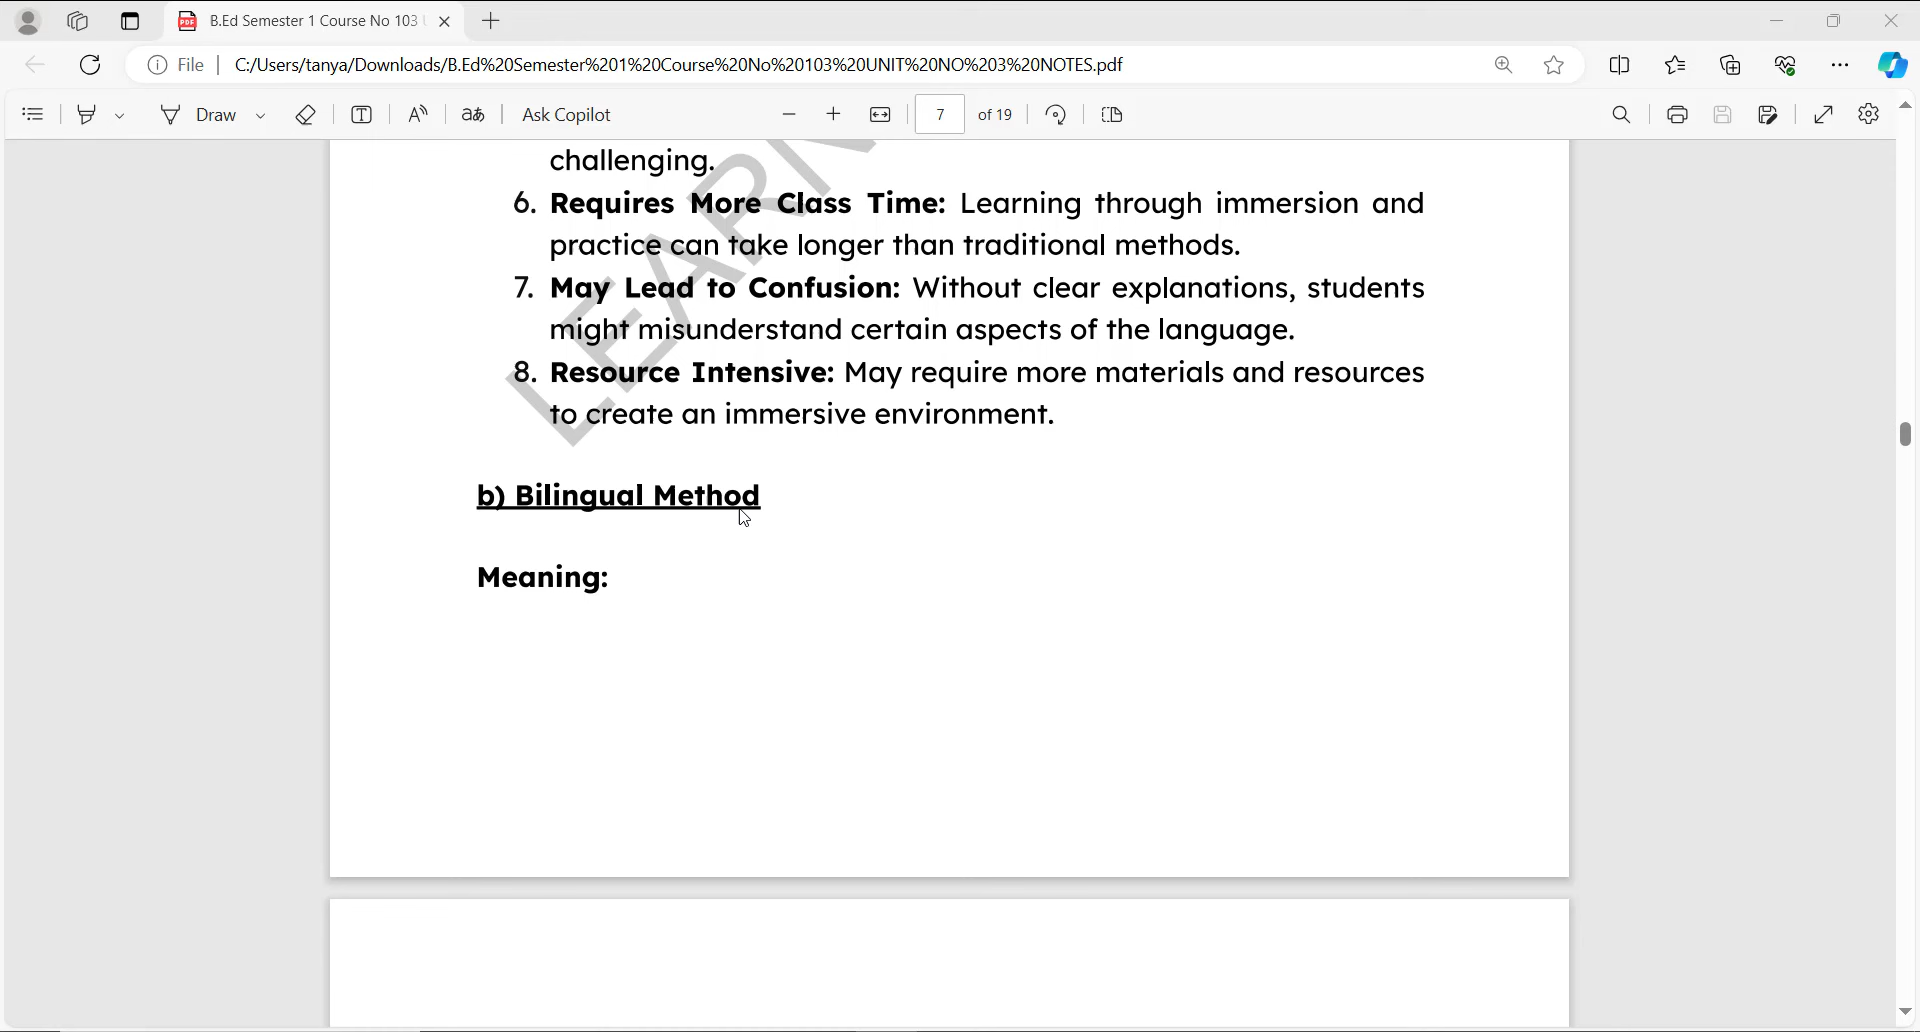 B.Ed Semester 1 Course No 103
File
C:/Users/tanya/Downloads/B.Ed%20Semester%201%20Course%20No%20103%20UNIT%20NO%203%20NOTES.pdf
Draw
aあ
Ask Copilot
7 of 19
challenging.
6. Requires More Class Time: Learning through immersion and
practice can take longer than traditional methods.
7. May Lead to Confusion: Without clear explanations, students
might misunderstand certain aspects of the language.
8. Resource Intensive: May require more materials and resources
to create an immersive environment.
LEARN
b) Bilingual Method
Meaning: